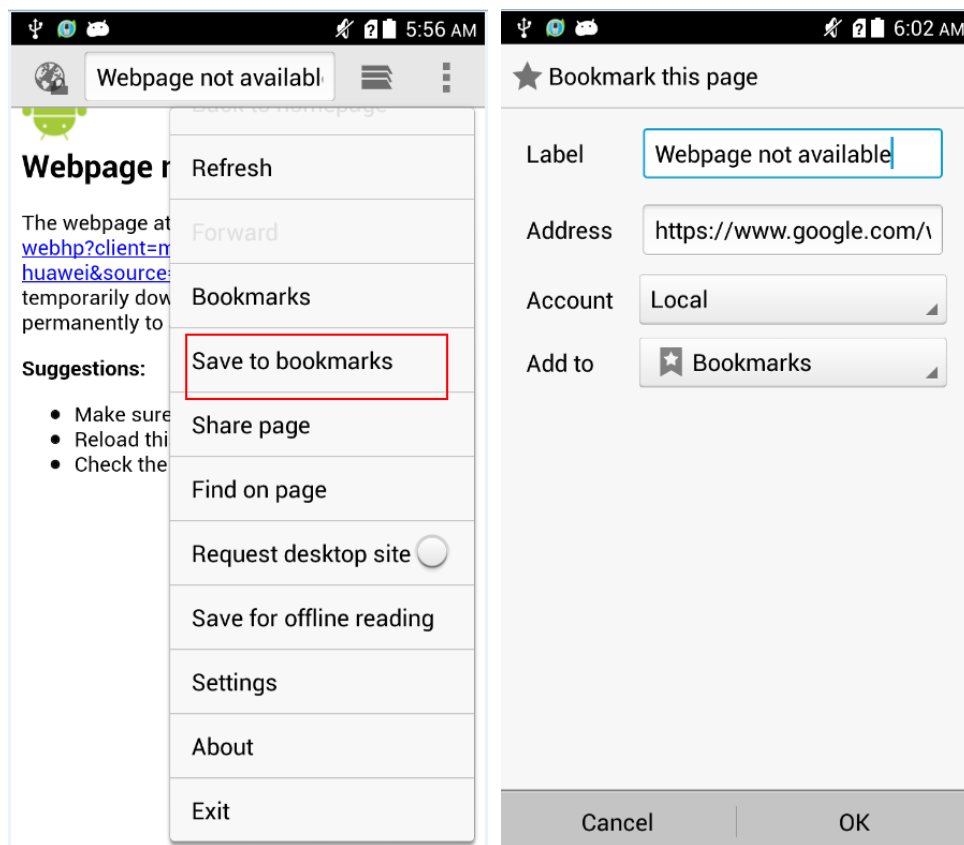 5:56 AM
Webpage not availabl
Back to homepage
Webpage
Refresh
The webpage at
Forward
webhp?client=
huawei&source=
Bookmarks
temporarily
permanently to
Suggestions:
Save to bookmarks
Make sure
Share page
Reload
Check the
Find on page
Request desktop site
Save for offline reading
Settings
About
Exit
6:02 AM
Bookmark this page
Label
Webpage not available
Address
https://www.google.com/
Account
Local
Add to
Bookmarks
Cancel
OK